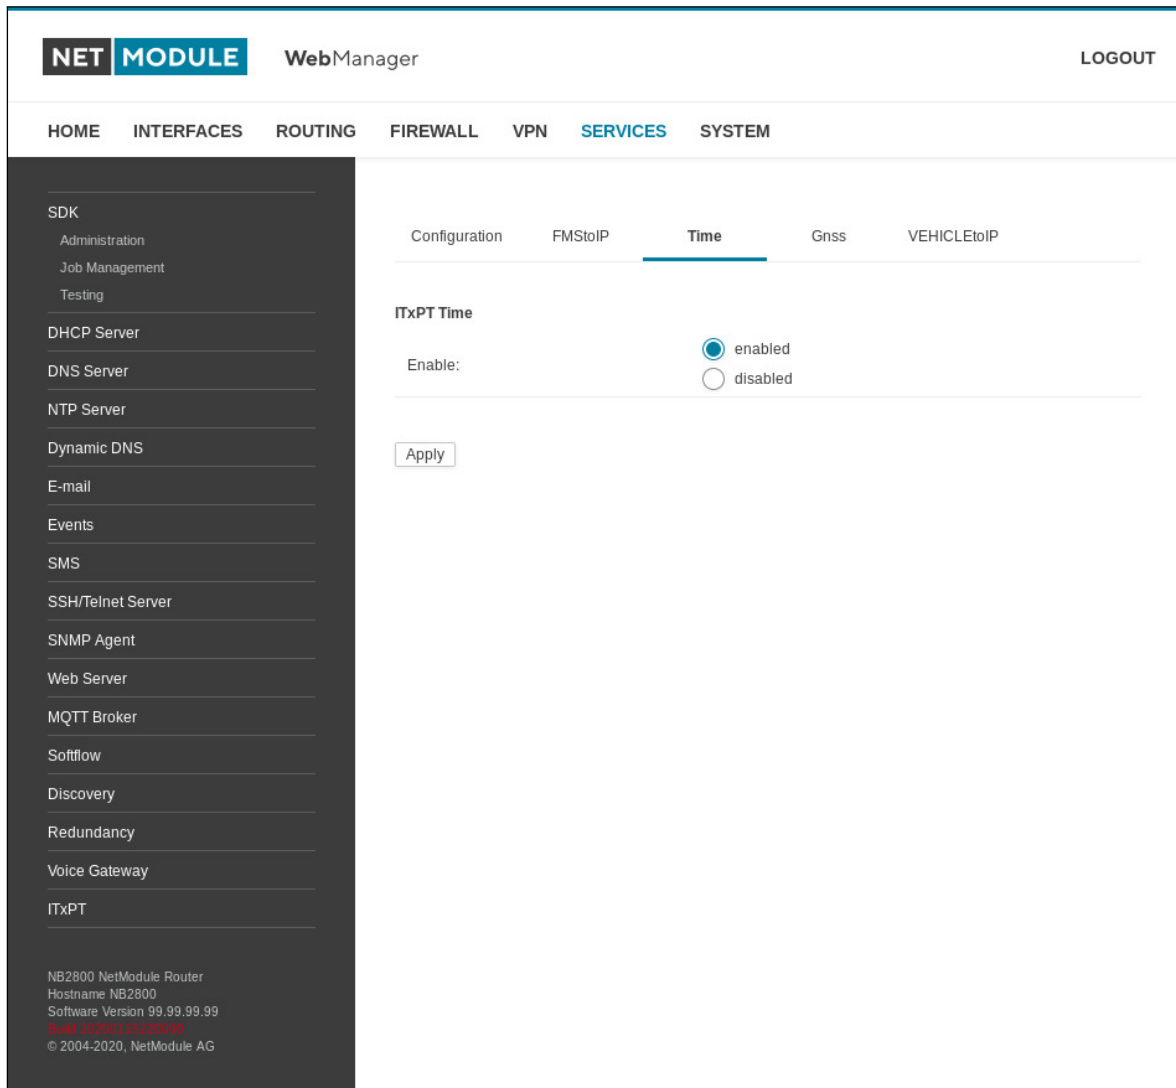 NET MODULE WebManager LOGOUT
HOME INTERFACES ROUTING FIREWALL VPN SERVICES SYSTEM
SDK
Administration
Job Management
Testing
DHCP Server
DNS Server
NTP Server
Dynamic DNS
E-mail
Events
SMS
SSH/Telnet Server
SNMP Agent
Web Server
MQTT Broker
Softflow
Discovery
Redundancy
Voice Gateway
ITxPT
NB2800 NetModule Router
Hostname NB2800
Software Version 99.99.99.99
Build
© 2004-2020, NetModule AG
Configuration FMStoIP Time Gnss VEHICLEtoIP
ITxPT Time
Enable:
enabled
disabled
Apply